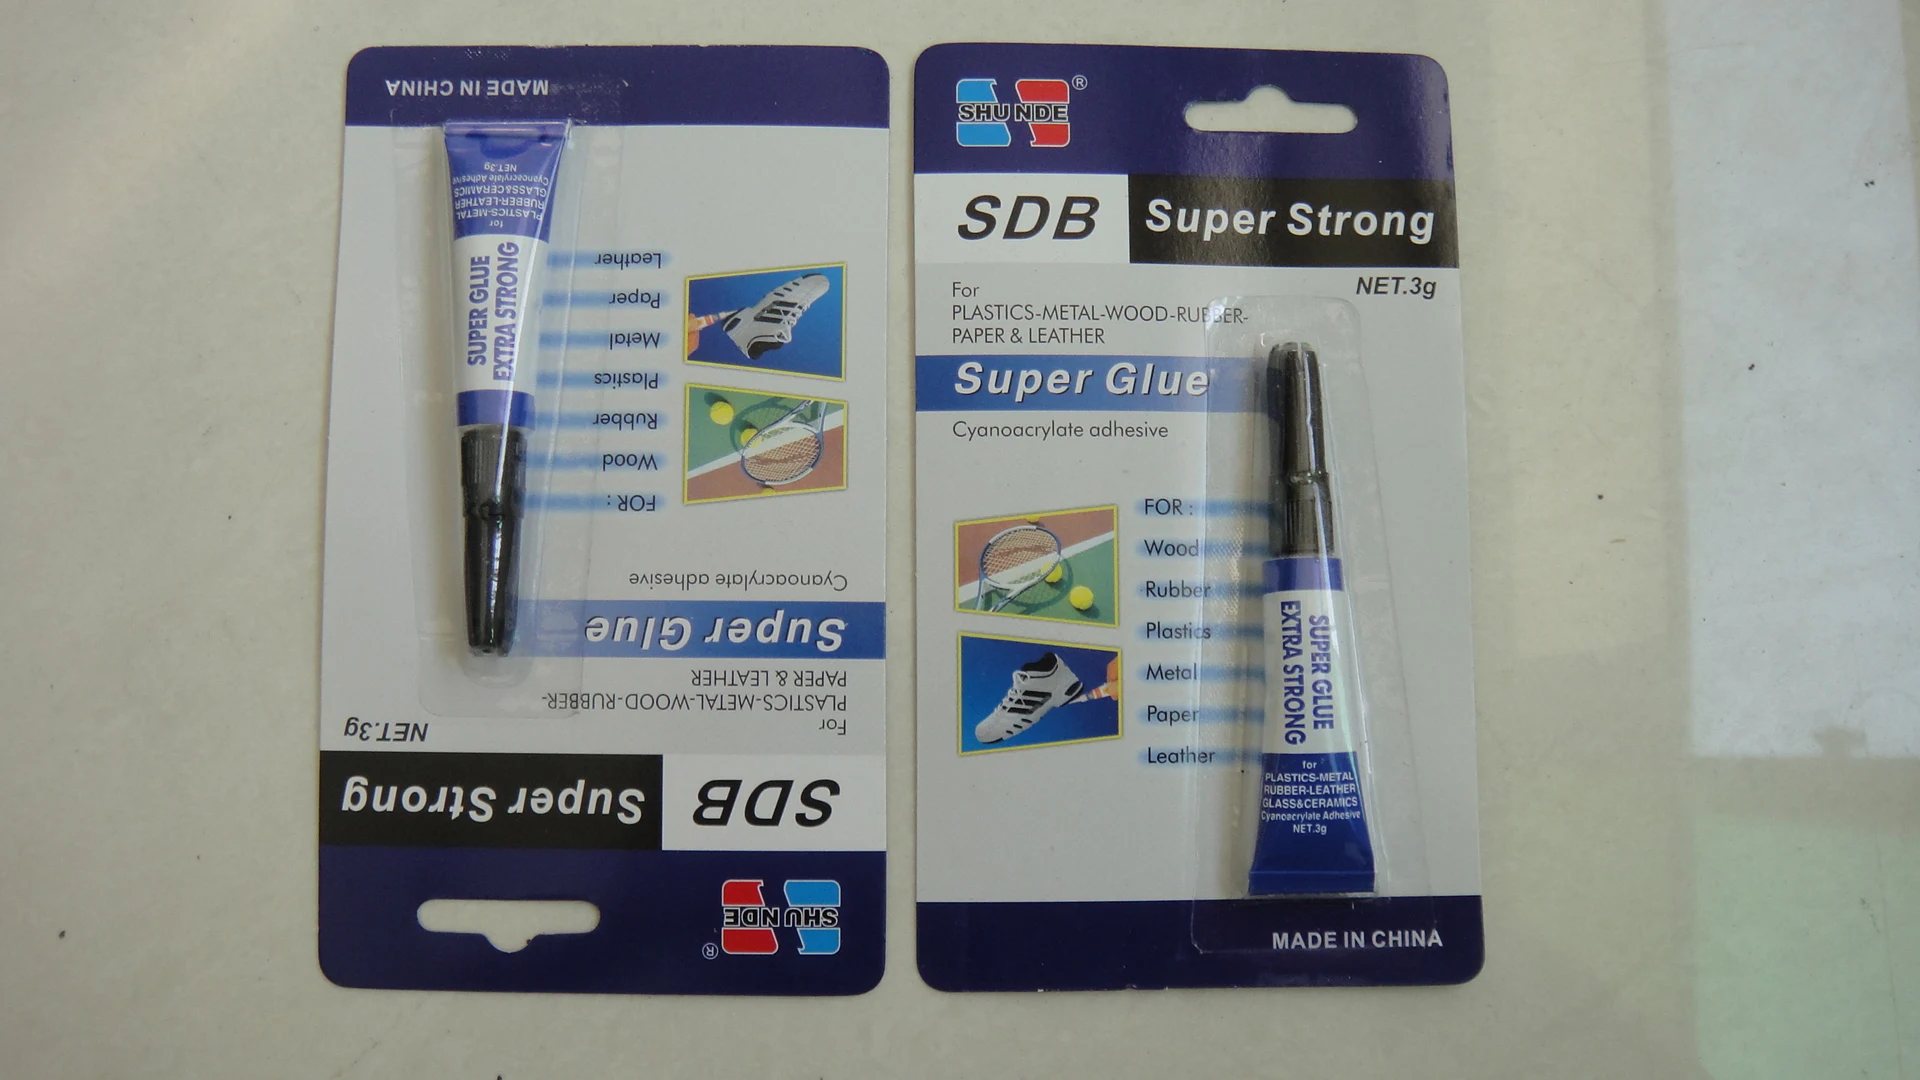 MADE IN CHINA
for
PLASTICS-METAL
RUBBER-LEATHER
GLASS&CERAMICS
Cyanoacrylate Adhesive
NET.3g
SUPER GLUE
EXTRA STRONG
Leather
Paper
Metal
Plastics
Rubber
Wood
FOR :
Cyanoacrylate adhesive
Super Glue
For
PLASTICS-METAL-WOOD-RUBBER-
PAPER & LEATHER
NET.3g
SDB Super Strong
SHUNDE ®
SHUNDE ®
SDB Super Strong
NET.3g
For
PLASTICS-METAL-WOOD-RUBBER-
PAPER & LEATHER
Super Glue
Cyanoacrylate adhesive
FOR :
Wood
Rubber
Plastics
Metal
Paper
Leather
SUPER GLUE
EXTRA STRONG
for
PLASTICS-METAL
RUBBER-LEATHER
GLASS&CERAMICS
Cyanoacrylate Adhesive
NET.3g
MADE IN CHINA